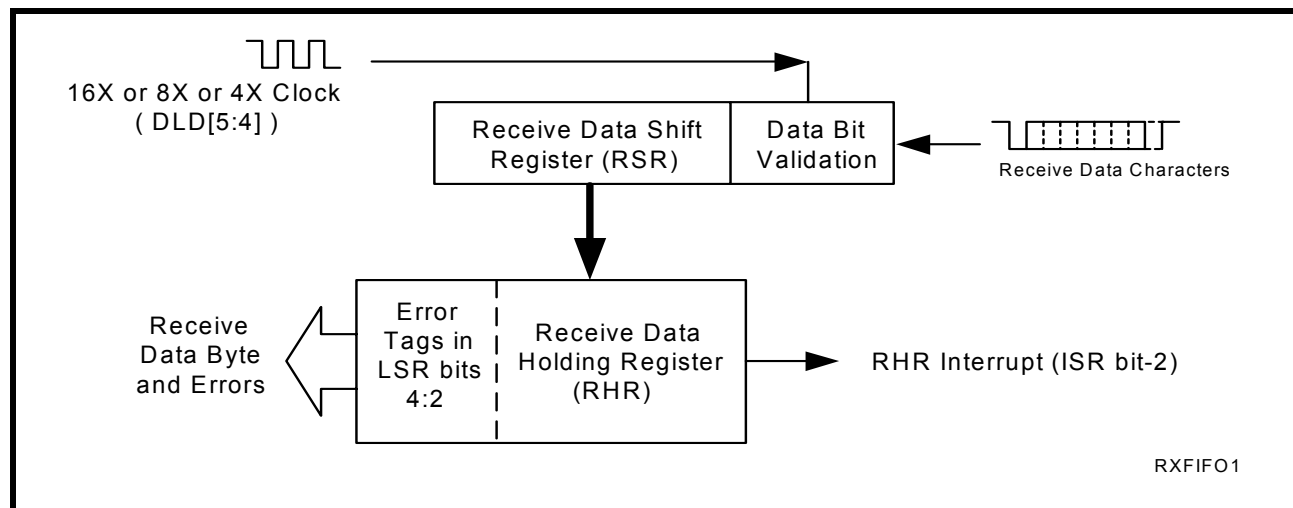 16X or 8X or 4X Clock
( DLD[5:4] )
Receive Data Shift
Register (RSR)
Data Bit
Validation
Receive Data Characters
Receive
Data Byte
and Errors
Error
Tags in
LSR bits
4:2
Receive Data
Holding Register
(RHR)
RHR Interrupt (ISR bit-2)
RXFIFO1